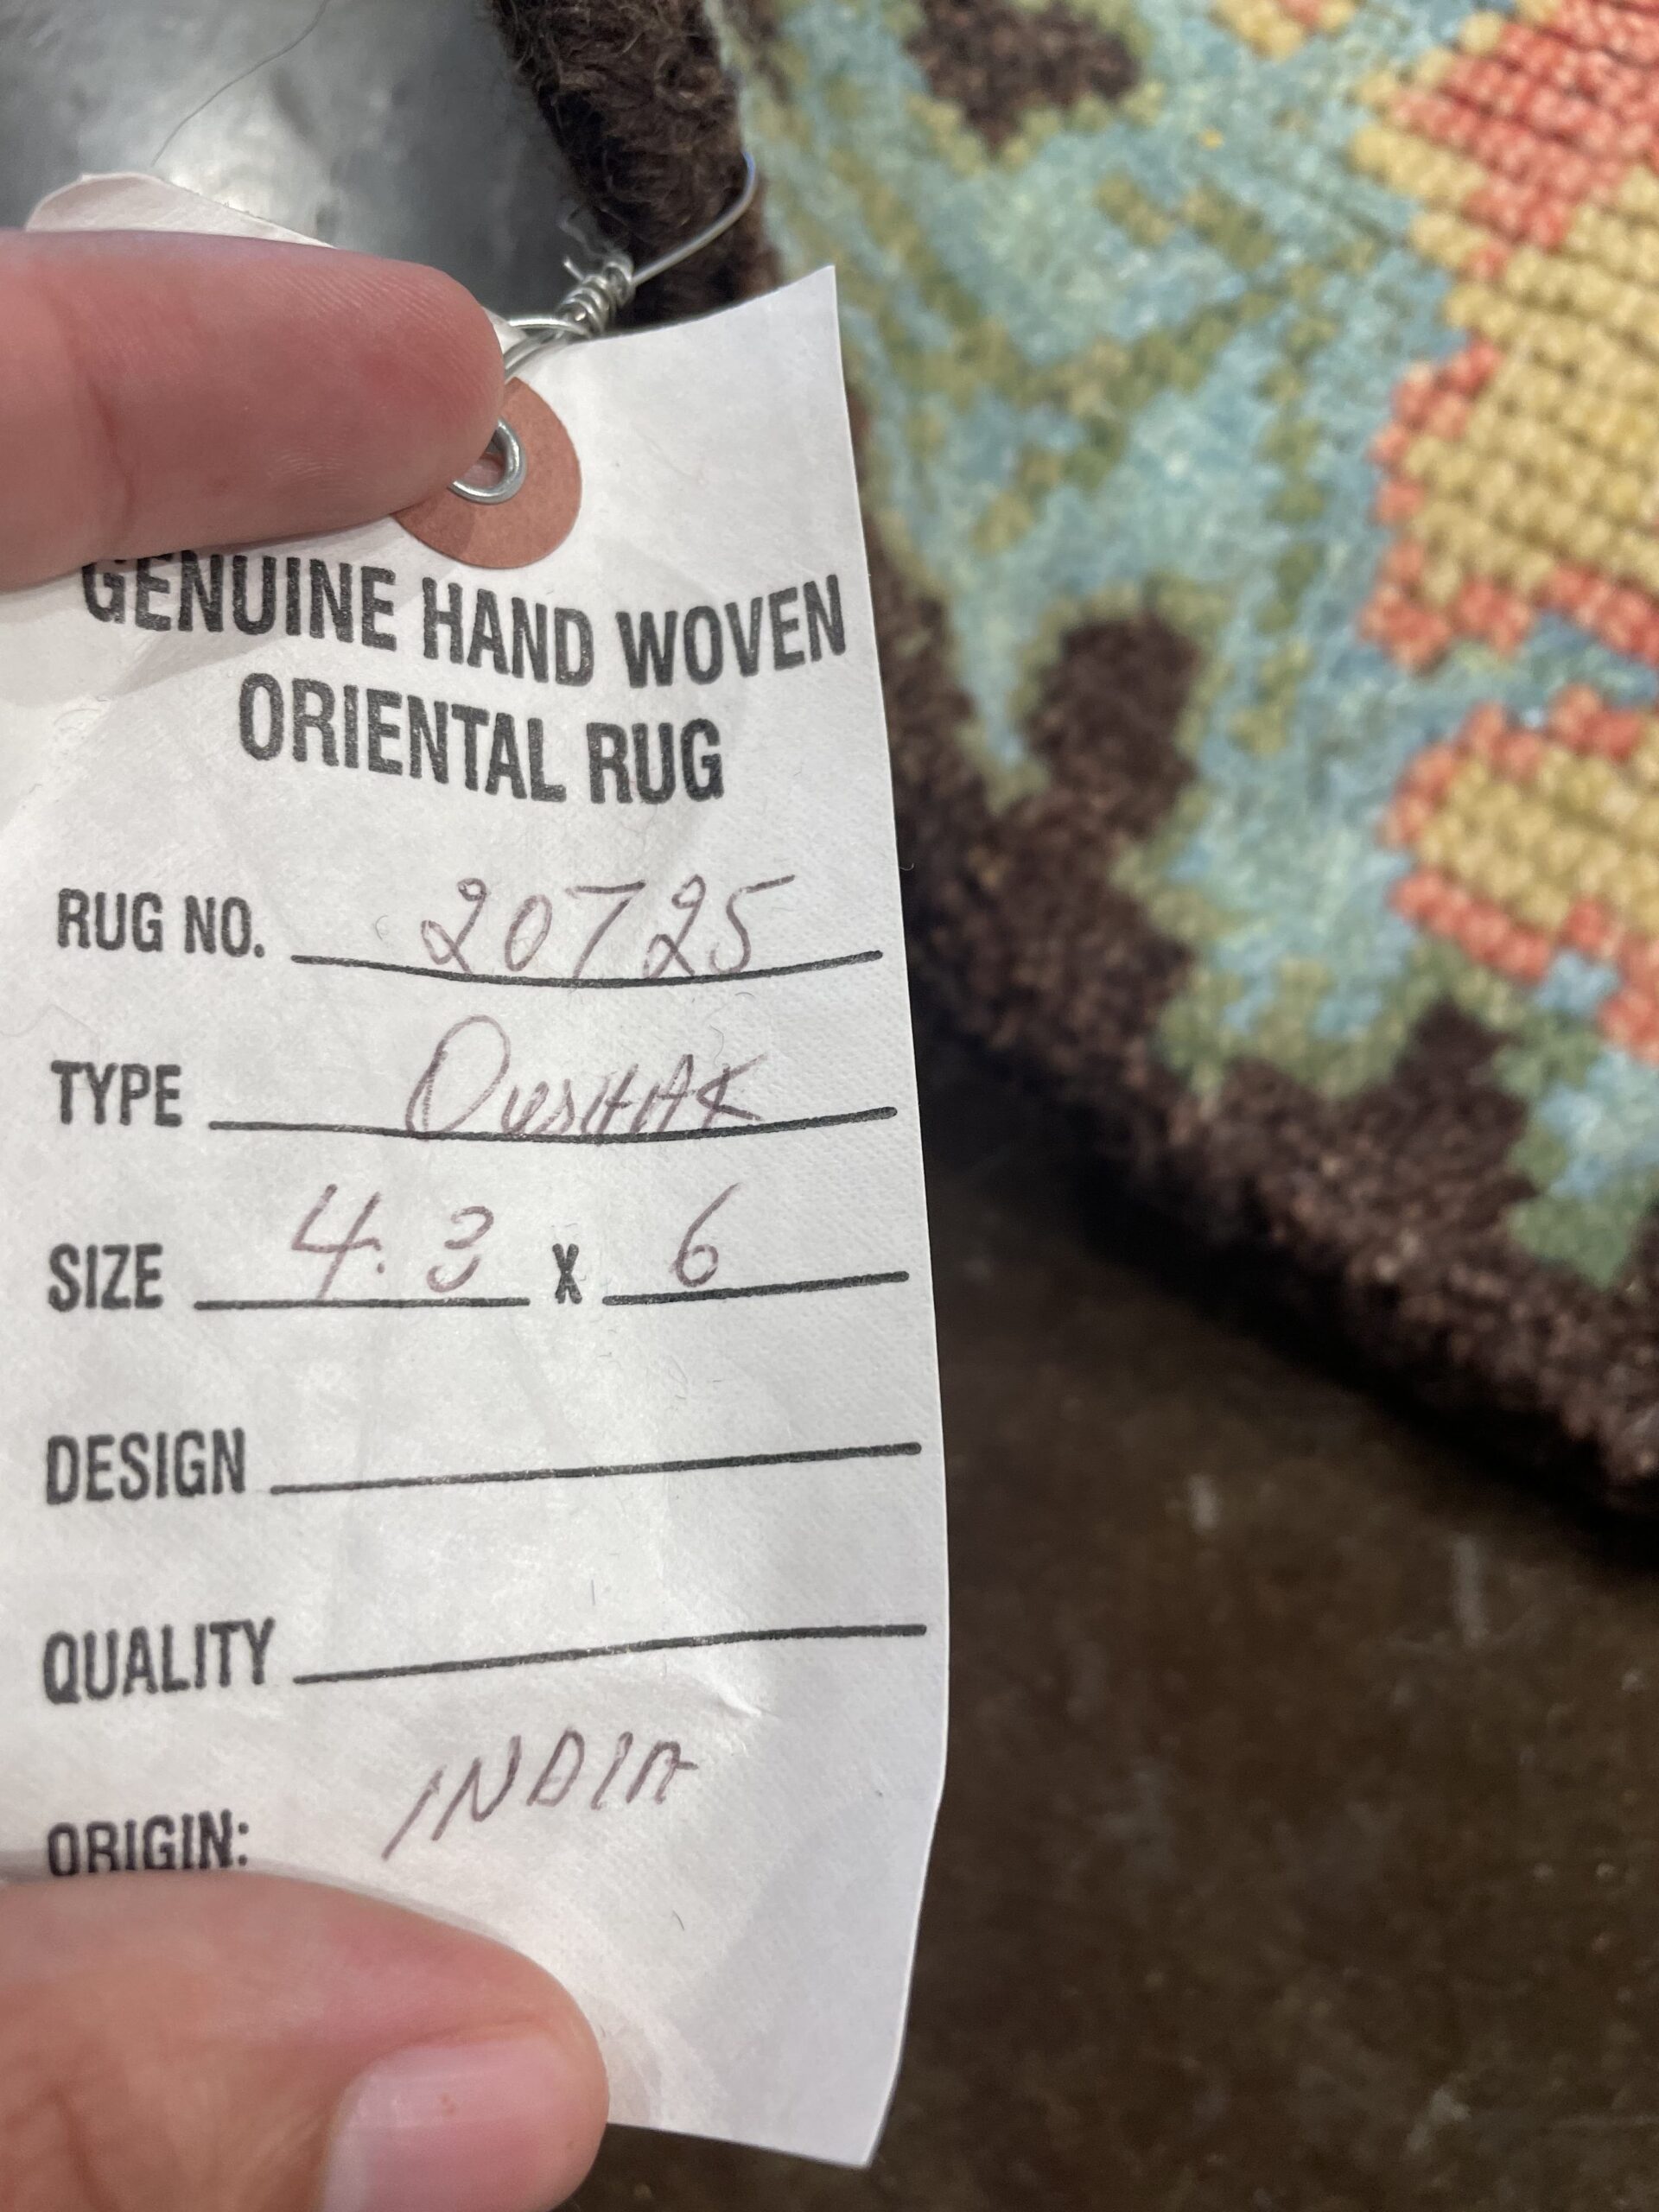 GENUINE HAND WOVEN
ORIENTAL RUG
RUG NO. 20725
TYPE OUSHAK
SIZE 4.3 X 6
DESIGN
QUALITY
ORIGIN: INDIA